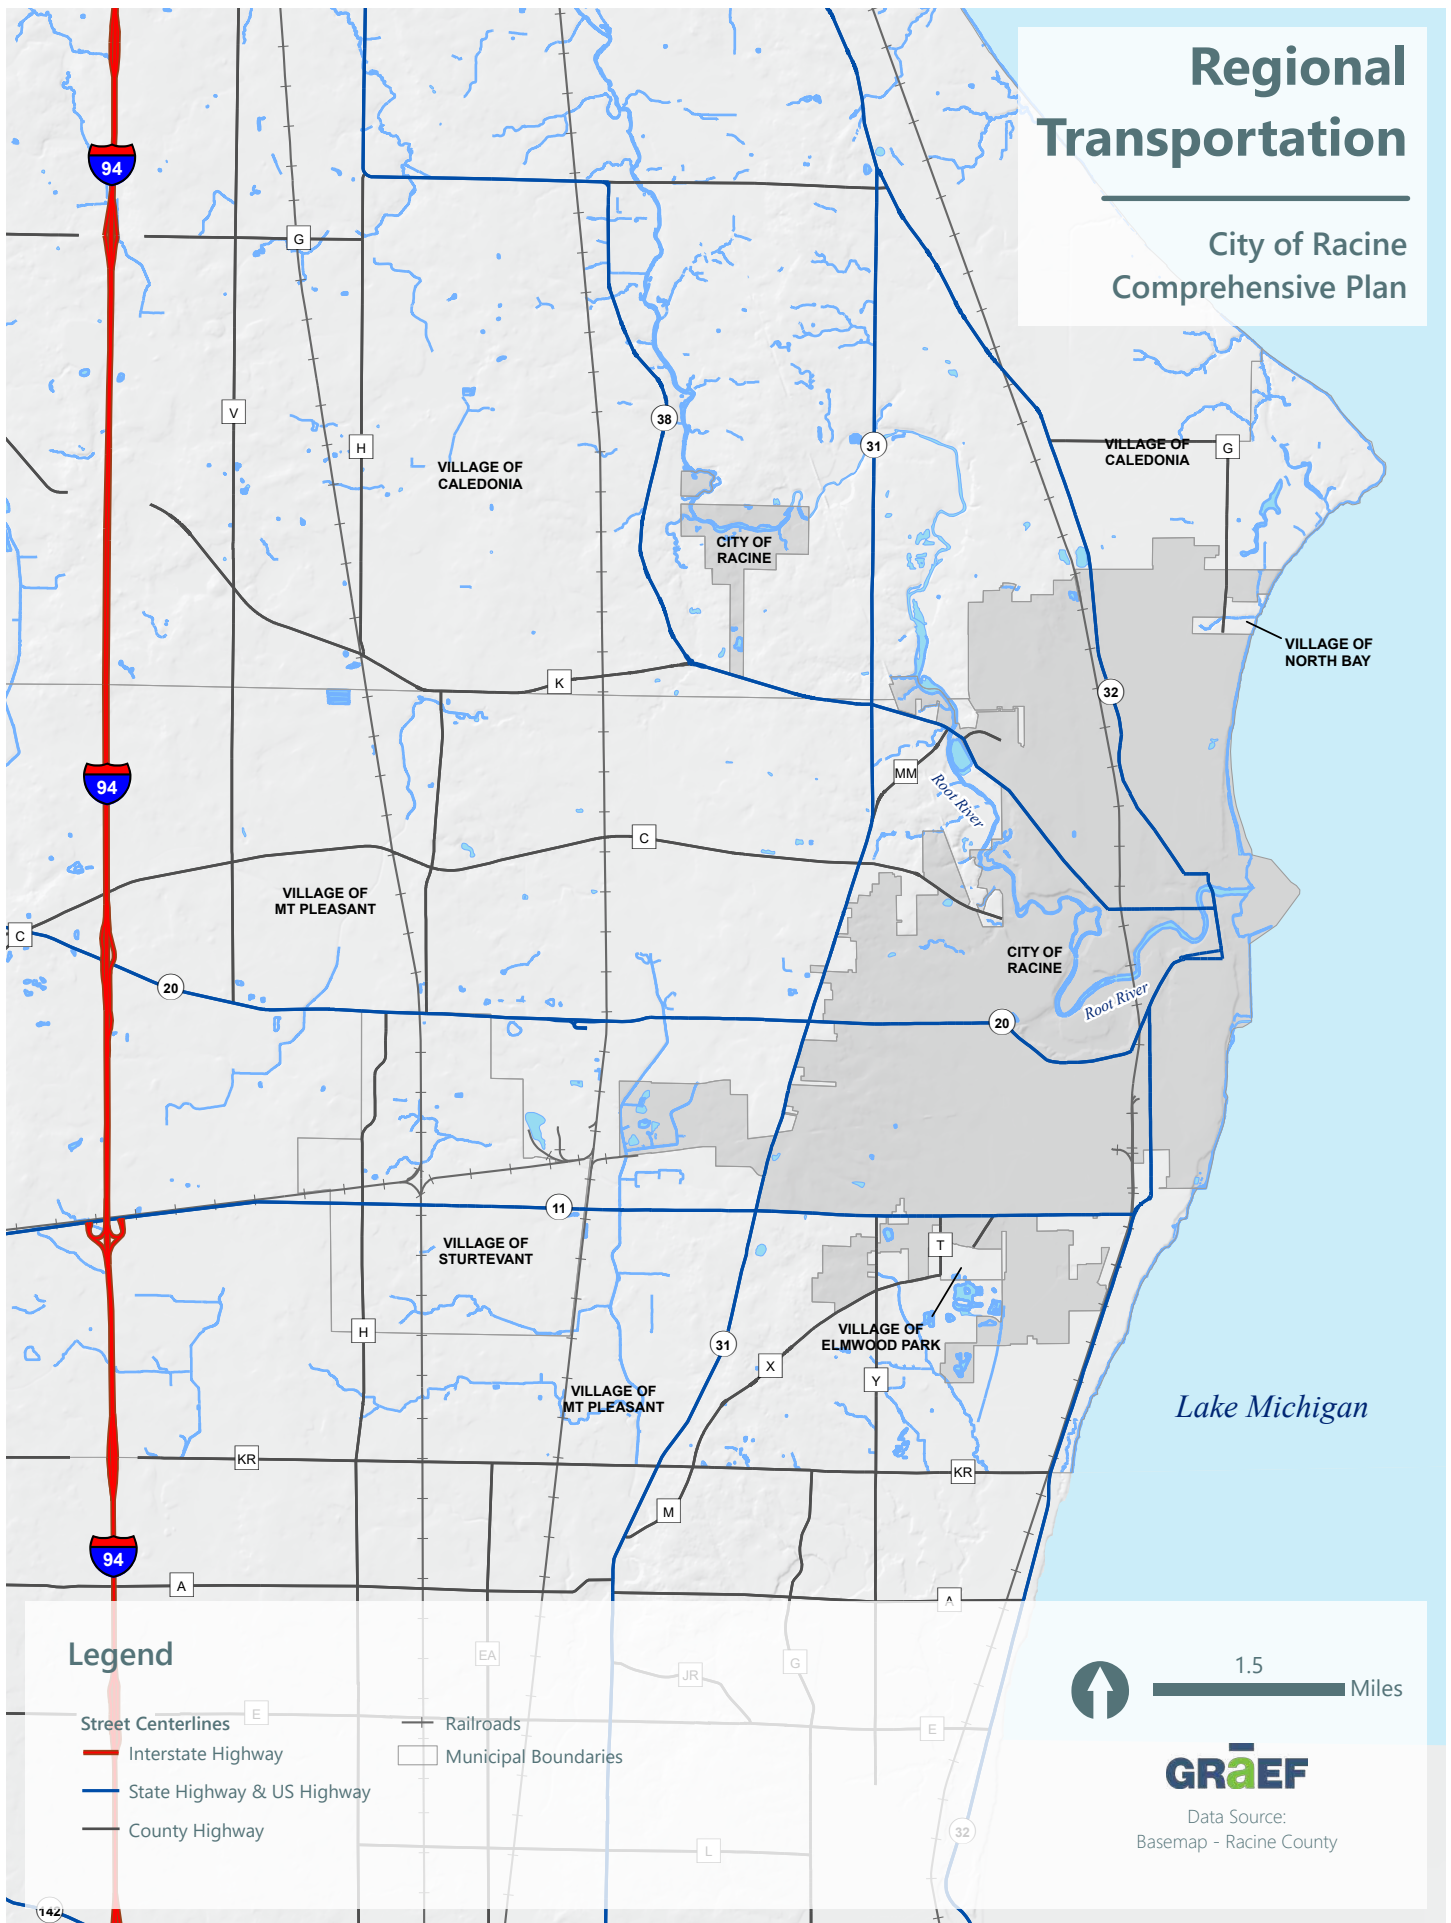 Regional
Transportation
City of Racine
Comprehensive Plan
94
G
V
H
38
31
VILLAGE OF
CALEDONIA
VILLAGE OF
CALEDONIA
G
CITY OF
RACINE
VILLAGE OF
NORTH BAY
K
32
94
MM
Root River
C
VILLAGE OF
MT PLEASANT
C
CITY OF
RACINE
20
Root River
20
11
VILLAGE OF
STURTEVANT
T
H
31
VILLAGE OF
ELMWOOD PARK
X
Y
VILLAGE OF
MT PLEASANT
Lake Michigan
KR
KR
M
94
A
A
EA
JR
G
E
E
L
32
142
Legend
Street Centerlines
Interstate Highway
State Highway & US Highway
County Highway
Railroads
Municipal Boundaries
1.5
Miles
GRāEF
Data Source:
Basemap - Racine County